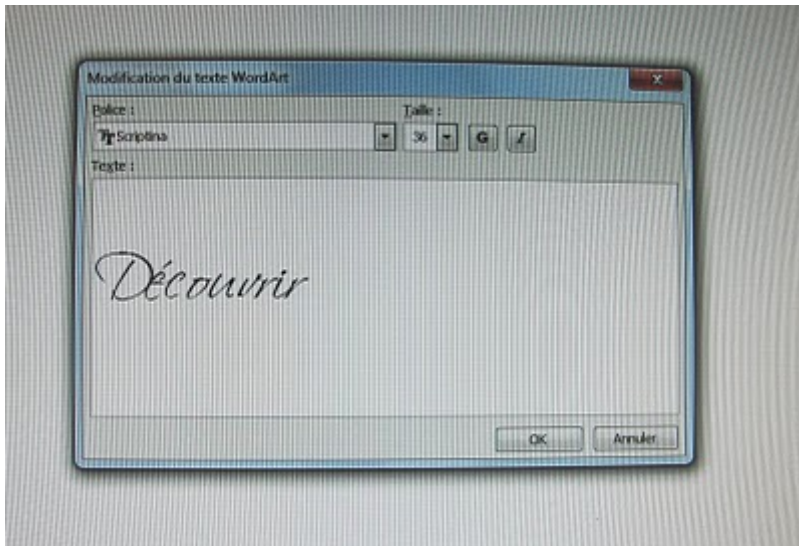 Modification du texte WordArt
Police :
Taille :
Scriptina
36
G
I
Texte :
Découvrir
OK
Annuler